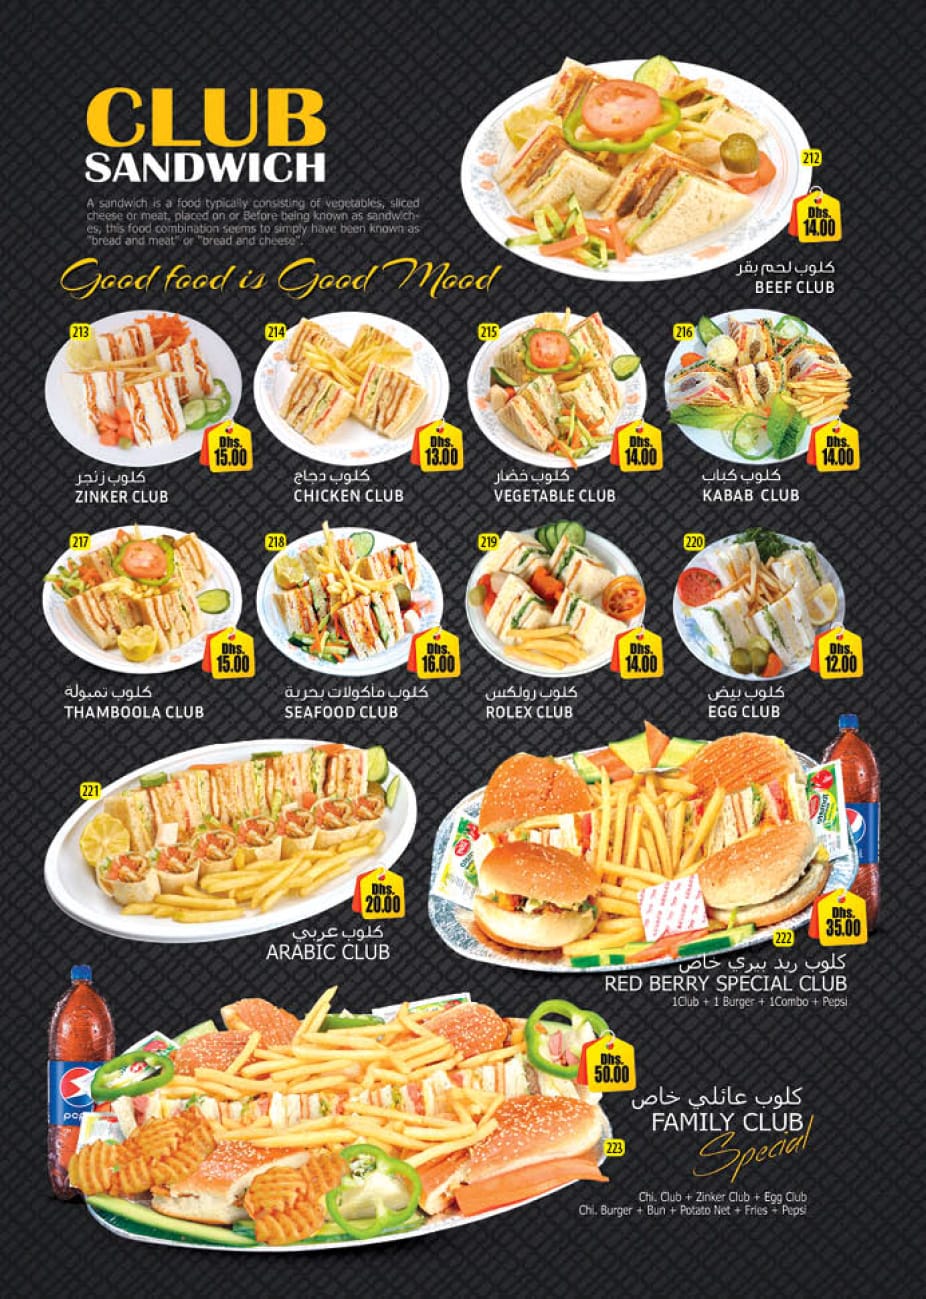 CLUB
SANDWICH
A sandwich is a food typically consisting of vegetables, sliced
cheese or meat, placed on or Before being known as sandwich-
es, this food combination seems to simply have been known as
"bread and meat" or "bread and cheese".
Good food is Good Mood
212
Dhs.
14.00
كلوب لحم بقر
BEEF CLUB
213
Dhs.
15.00
كلوب زنجر
ZINKER CLUB
214
Dhs.
13.00
كلوب دجاج
CHICKEN CLUB
215
Dhs.
14.00
كلوب خضار
VEGETABLE CLUB
216
Dhs.
14.00
كلوب كباب
KABAB CLUB
217
Dhs.
15.00
كلوب تمبولة
THAMBOOLA CLUB
218
Dhs.
16.00
كلوب مأكولات بحرية
SEAFOOD CLUB
219
Dhs.
14.00
كلوب رولكس
ROLEX CLUB
220
Dhs.
12.00
كلوب بيض
EGG CLUB
221
Dhs.
20.00
كلوب عربي
ARABIC CLUB
222
Dhs.
35.00
كلوب ريد بيري خاص
RED BERRY SPECIAL CLUB
1Club + 1 Burger + 1Combo + Pepsi
Dhs.
50.00
كلوب عائلي خاص
FAMILY CLUB
Special
223
Chi. Club + Zinker Club + Egg Club
Chi. Burger + Bun + Potato Net + Fries + Pepsi